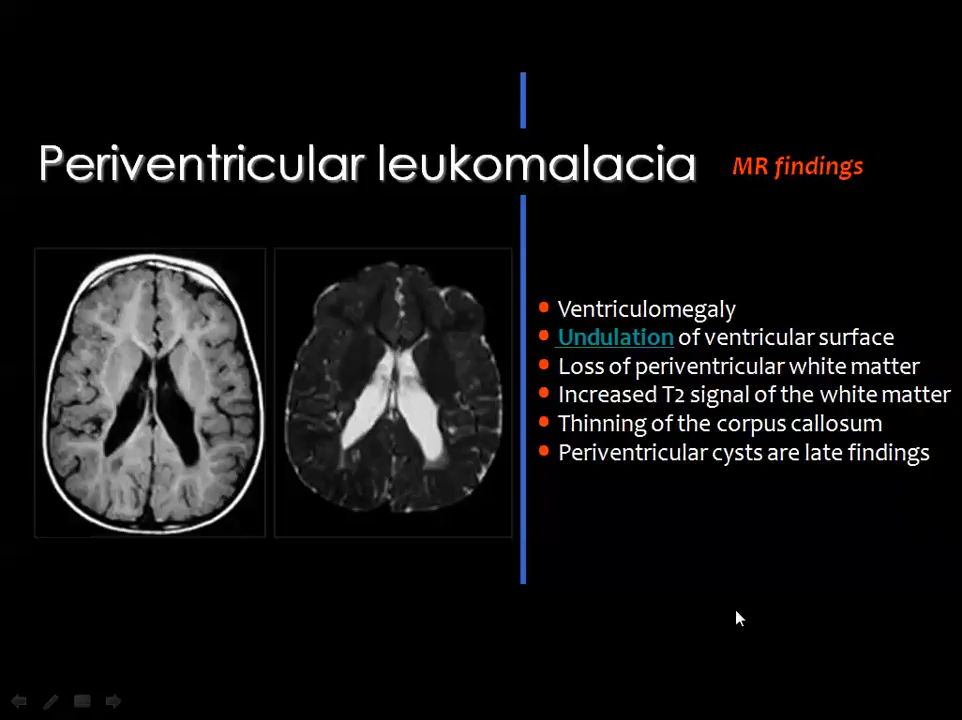 Periventricular leukomalacia
MR findings
Ventriculomegaly
Undulation of ventricular surface
Loss of periventricular white matter
Increased T2 signal of the white matter
Thinning of the corpus callosum
Periventricular cysts are late findings